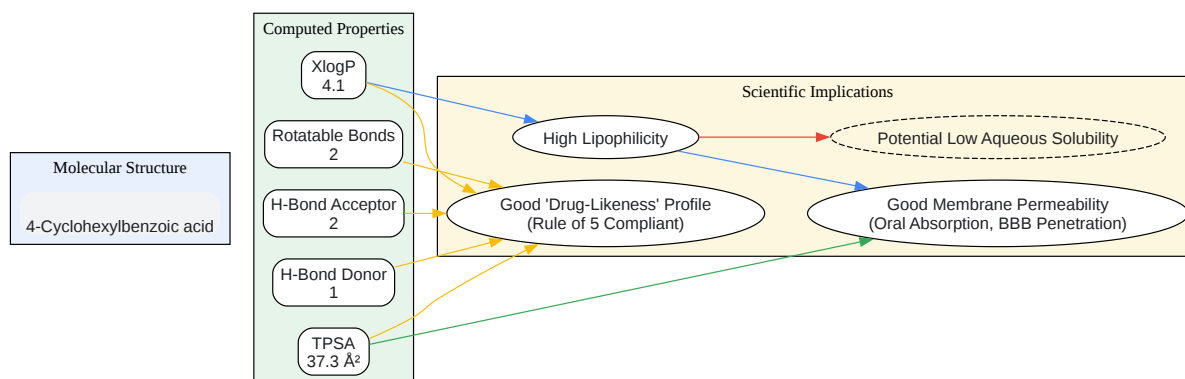 Molecular Structure
4-Cyclohexylbenzoic acid
Computed Properties
XlogP
4.1
Rotatable Bonds
2
H-Bond Acceptor
2
H-Bond Donor
1
TPSA
37.3 Å²
Scientific Implications
High Lipophilicity
Potential Low Aqueous Solubility
Good 'Drug-Likeness' Profile
(Rule of 5 Compliant)
Good Membrane Permeability
(Oral Absorption, BBB Penetration)